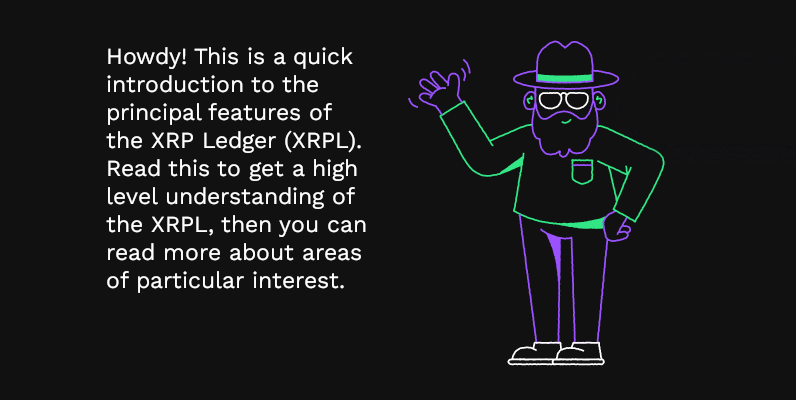 Howdy! This is a quick
introduction to the
principal features of
the XRP Ledger (XRPL).
Read this to get a high
level understanding of
the XRPL, then you can
read more about areas
of particular interest.